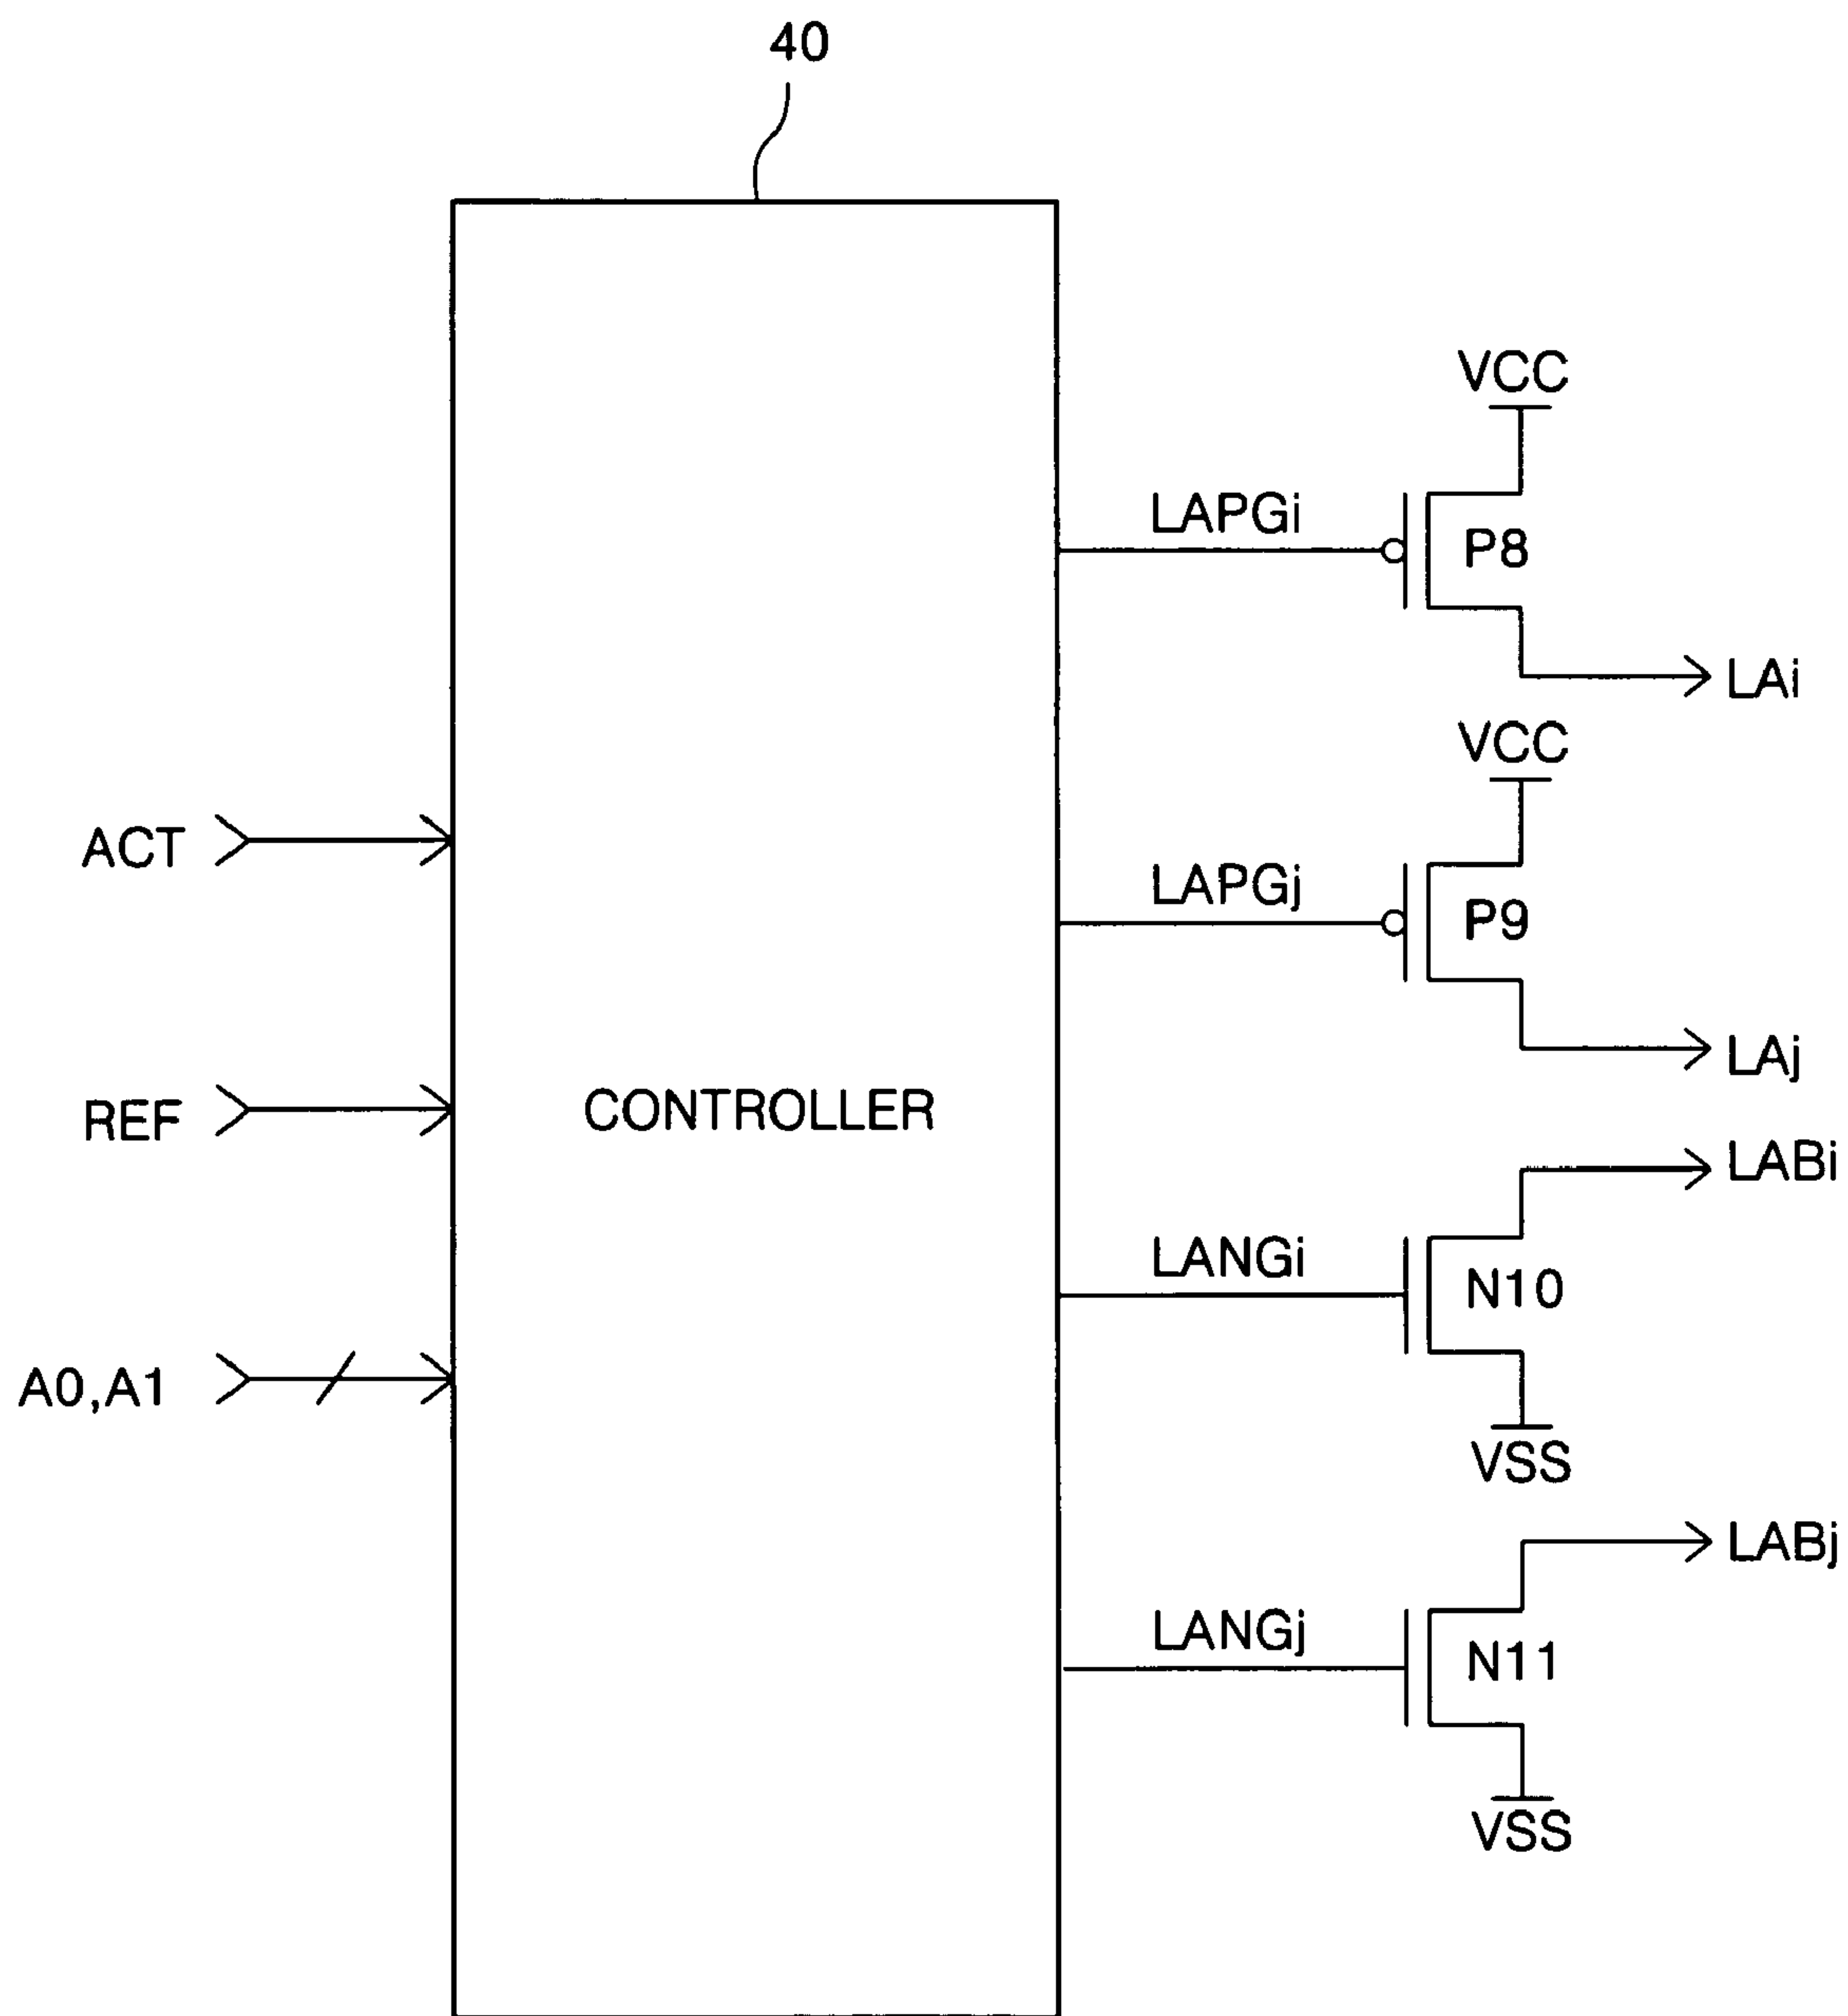 40
VCC
LAPGi
P8
LAi
VCC
ACT
LAPGj
P9
LAj
REF
CONTROLLER
LABi
LANGi
N10
A0,A1
VSS
LABj
LANGj
N11
VSS